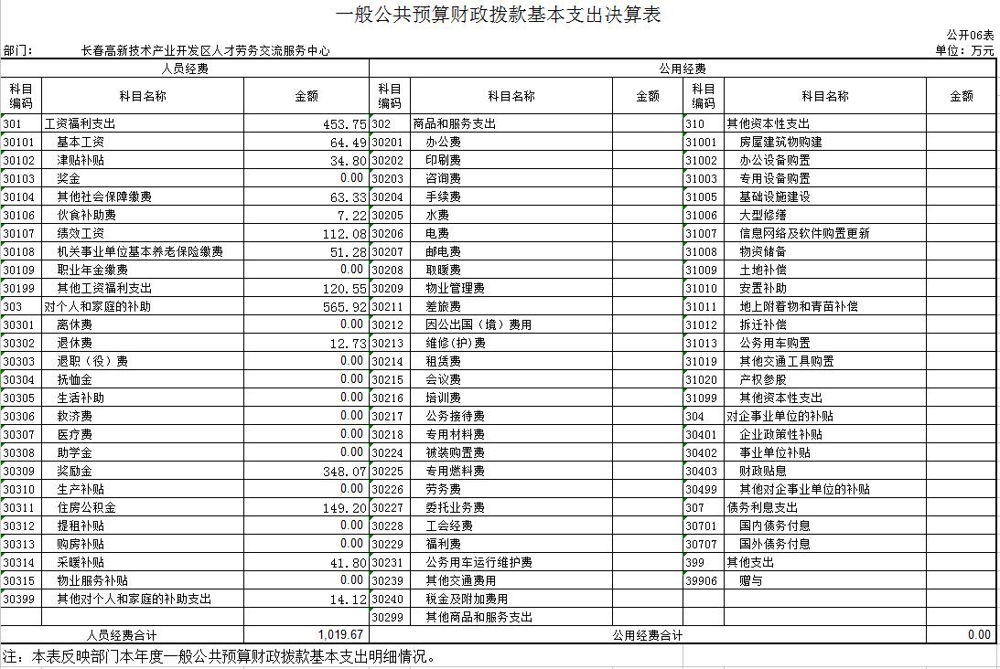 一般公共预算财政拨款基本支出决算表
公开06表
部门： 长春高新技术产业开发区人才劳务交流服务中心 单位：万元
人员经费 公用经费
科目编码 科目名称 金额 科目编码 科目名称 金额 科目编码 科目名称 金额
301 工资福利支出 453.75 302 商品和服务支出 310 其他资本性支出
30101 基本工资 64.49 30201 办公费 31001 房屋建筑物购建
30102 津贴补贴 34.80 30202 印刷费 31002 办公设备购置
30103 奖金 0.00 30203 咨询费 31003 专用设备购置
30104 其他社会保障缴费 63.33 30204 手续费 31005 基础设施建设
30106 伙食补助费 7.22 30205 水费 31006 大型修缮
30107 绩效工资 112.08 30206 电费 31007 信息网络及软件购置更新
30108 机关事业单位基本养老保险缴费 51.28 30207 邮电费 31008 物资储备
30109 职业年金缴费 0.00 30208 取暖费 31009 土地补偿
30199 其他工资福利支出 120.55 30209 物业管理费 31010 安置补助
303 对个人和家庭的补助 565.92 30211 差旅费 31011 地上附着物和青苗补偿
30301 离休费 0.00 30212 因公出国（境）费用 31012 拆迁补偿
30302 退休费 12.73 30213 维修(护)费 31013 公务用车购置
30303 退职（役）费 0.00 30214 租赁费 31019 其他交通工具购置
30304 抚恤金 0.00 30215 会议费 31020 产权参股
30305 生活补助 0.00 30216 培训费 31099 其他资本性支出
30306 救济费 0.00 30217 公务接待费 304 对企事业单位的补贴
30307 医疗费 0.00 30218 专用材料费 30401 企业政策性补贴
30308 助学金 0.00 30224 被装购置费 30402 事业单位补贴
30309 奖励金 348.07 30225 专用燃料费 30403 财政贴息
30310 生产补贴 0.00 30226 劳务费 30499 其他对企事业单位的补贴
30311 住房公积金 149.20 30227 委托业务费 307 债务利息支出
30312 提租补贴 0.00 30228 工会经费 30701 国内债务付息
30313 购房补贴 0.00 30229 福利费 30707 国外债务付息
30314 采暖补贴 41.80 30231 公务用车运行维护费 399 其他支出
30315 物业服务补贴 0.00 30239 其他交通费用 39906 赠与
30399 其他对个人和家庭的补助支出 14.12 30240 税金及附加费用
30299 其他商品和服务支出
人员经费合计 1,019.67 公用经费合计 0.00
注：本表反映部门本年度一般公共预算财政拨款基本支出明细情况。